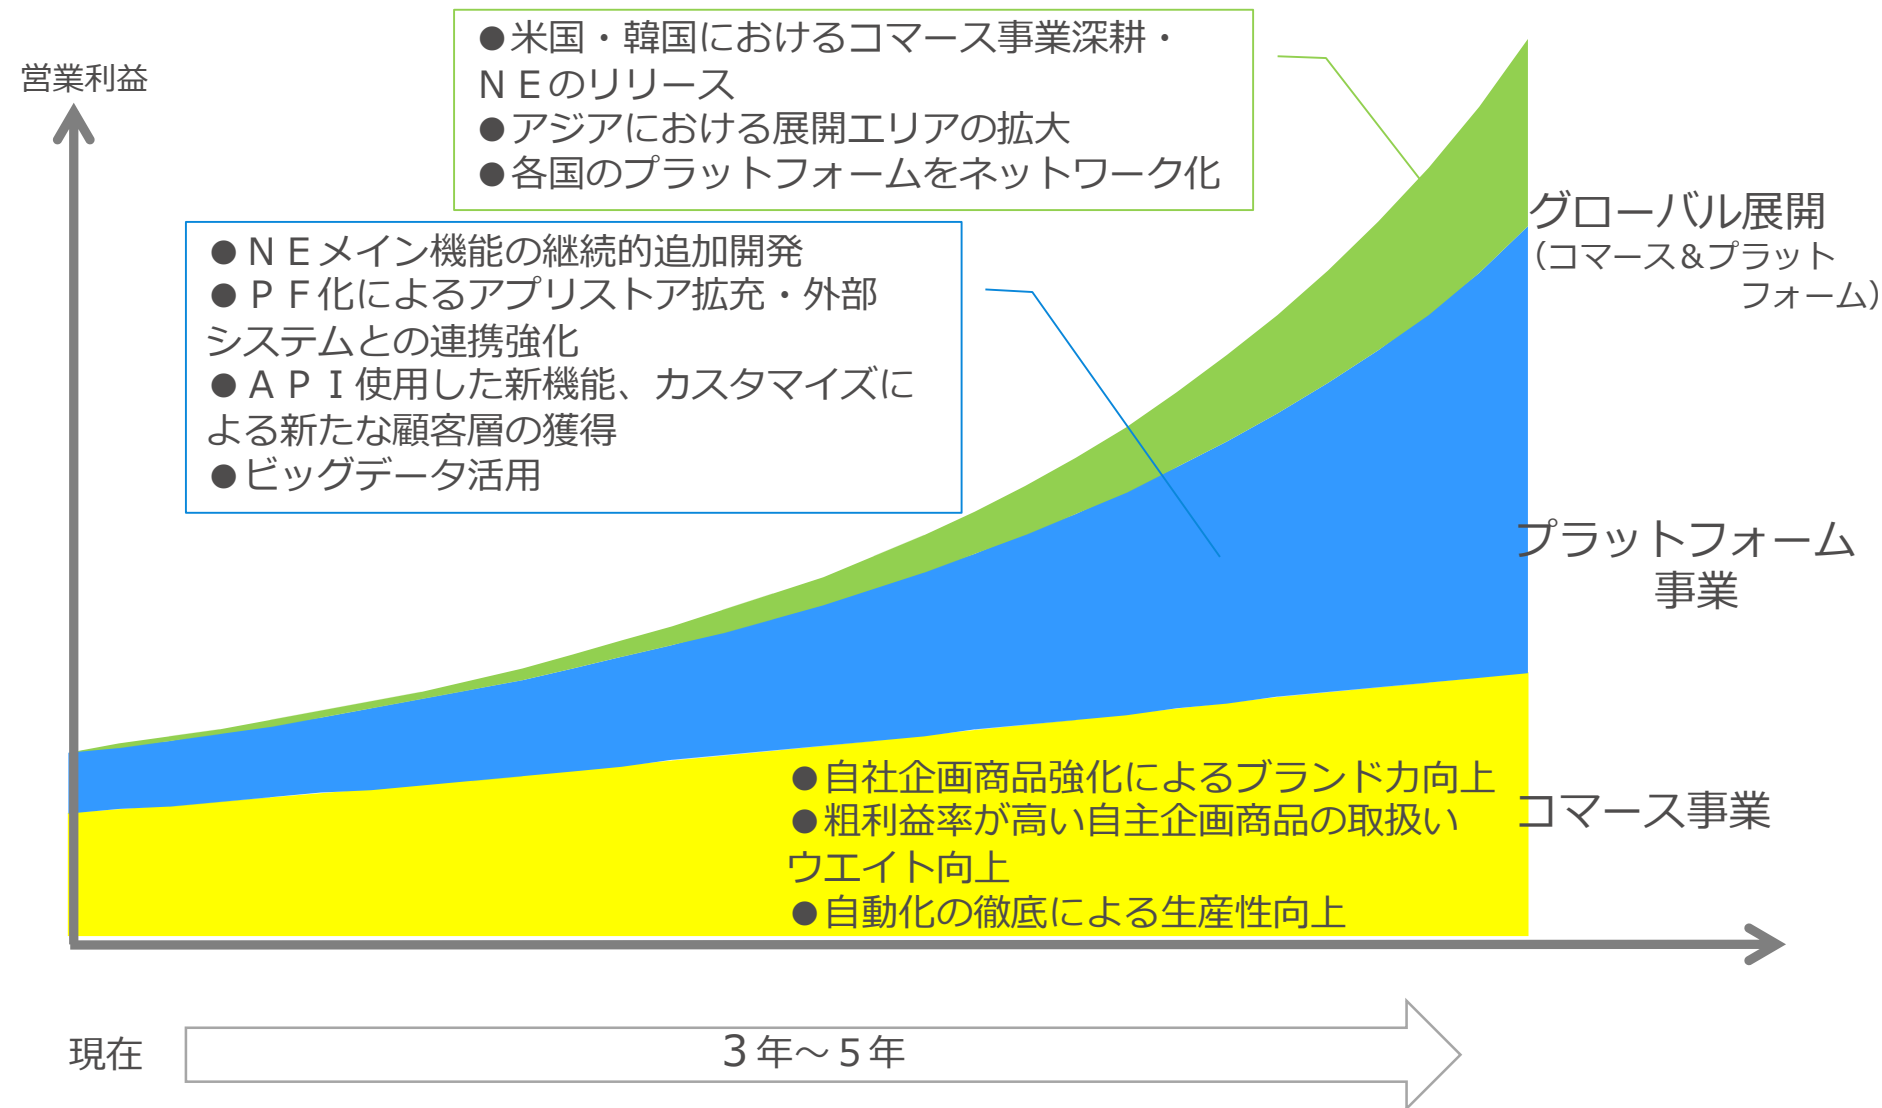 営業利益
●米国・韓国におけるコマース事業深耕・
ＮＥのリリース
●アジアにおける展開エリアの拡大
●各国のプラットフォームをネットワーク化
●ＮＥメイン機能の継続的追加開発
●ＰＦ化によるアプリストア拡充・外部
システムとの連携強化
●ＡＰＩ使用した新機能、カスタマイズに
よる新たな顧客層の獲得
●ビッグデータ活用
グローバル展開
（コマース＆プラット
フォーム）
プラットフォーム
事業
●自社企画商品強化によるブランド力向上
●粗利益率が高い自主企画商品の取扱い
ウエイト向上
●自動化の徹底による生産性向上
コマース事業
現在
３年～５年